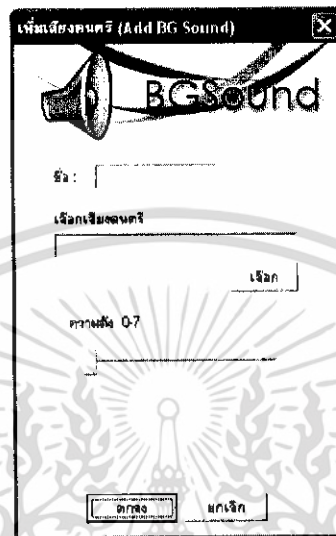 เพิ่มเสียงดนตรี (Add BG Sound)
BGSound
ชื่อ :
เลือกเสียงดนตรี
เลือก
ความดัง 0-7
ตกลง
ยกเลิก